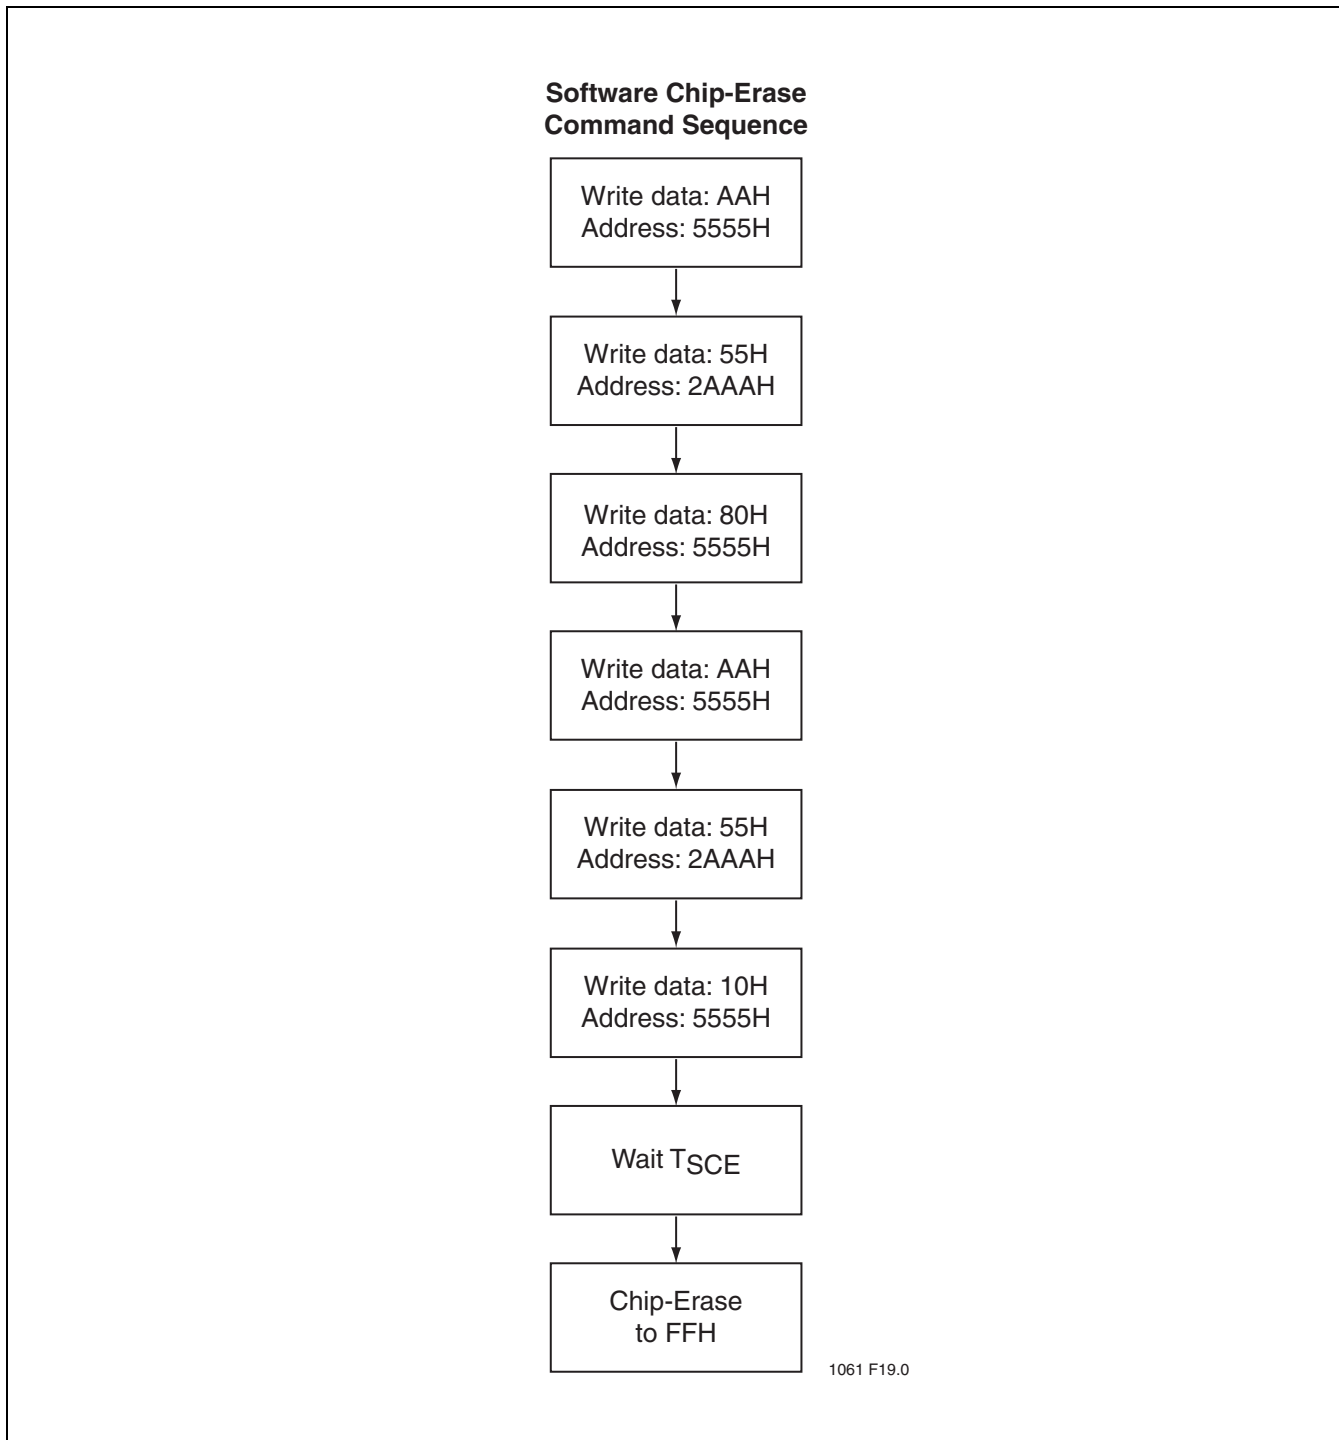 Software Chip-Erase
Command Sequence
Write data: AAH
Address: 5555H
Write data: 55H
Address: 2AAAH
Write data: 80H
Address: 5555H
Write data: AAH
Address: 5555H
Write data: 55H
Address: 2AAAH
Write data: 10H
Address: 5555H
Wait TSCE
Chip-Erase
to FFH
1061 F19.0